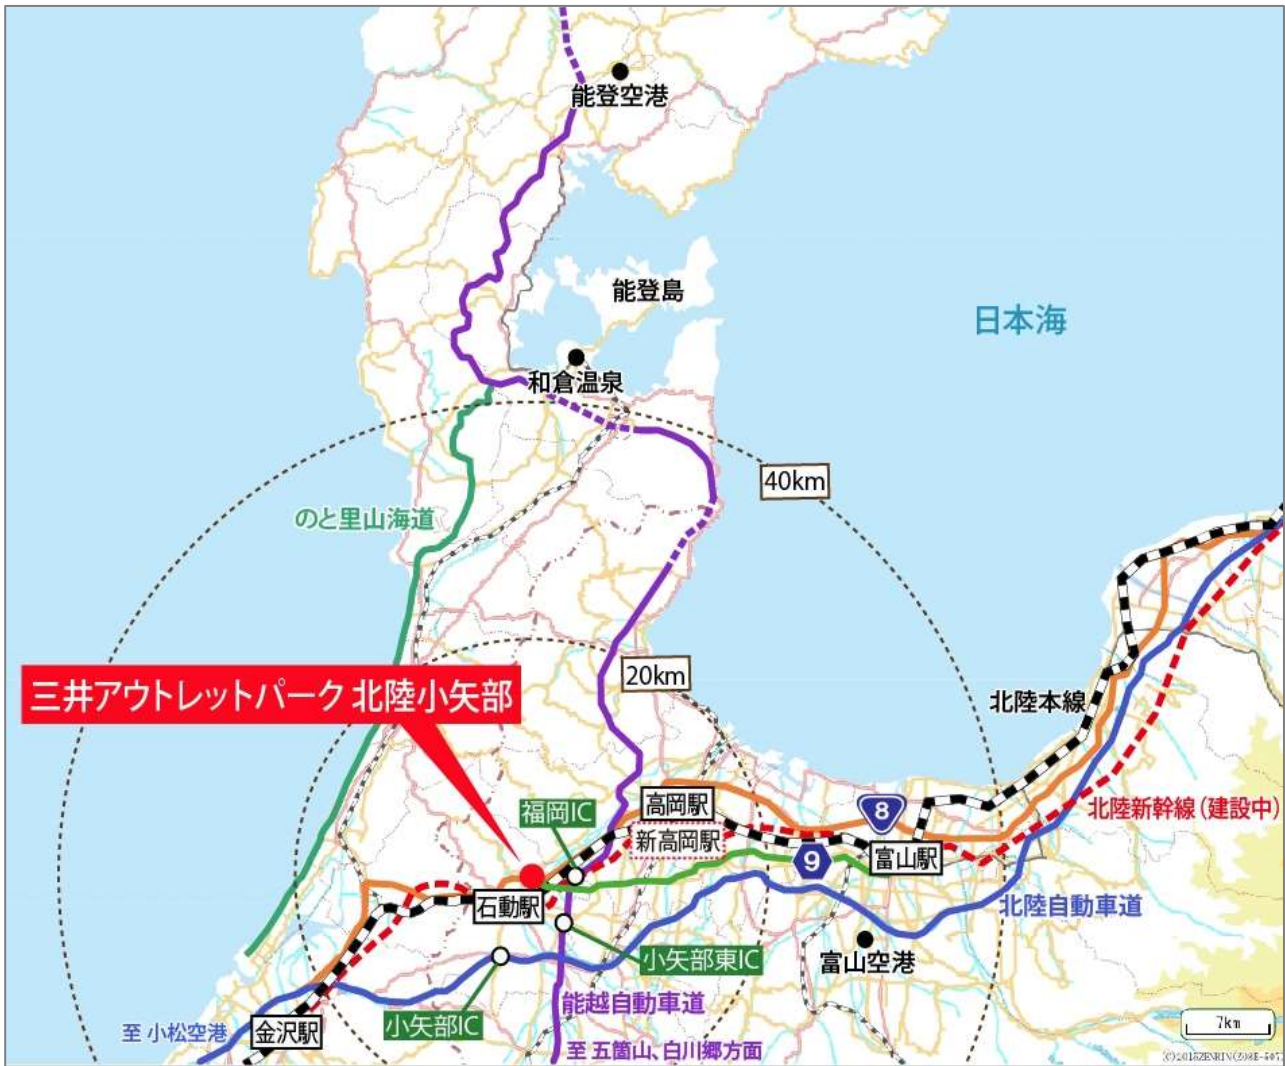 能登空港
能登島
日本海
和倉温泉
40km
のと里山海道
20km
三井アウトレットパーク 北陸小矢部
北陸本線
福岡IC
高岡駅
8
北陸新幹線(建設中)
新高岡駅
9
富山駅
石動駅
北陸自動車道
小矢部東IC
富山空港
能越自動車道
小矢部IC
至 小松空港
金沢駅
至 五箇山、白川郷方面
7km